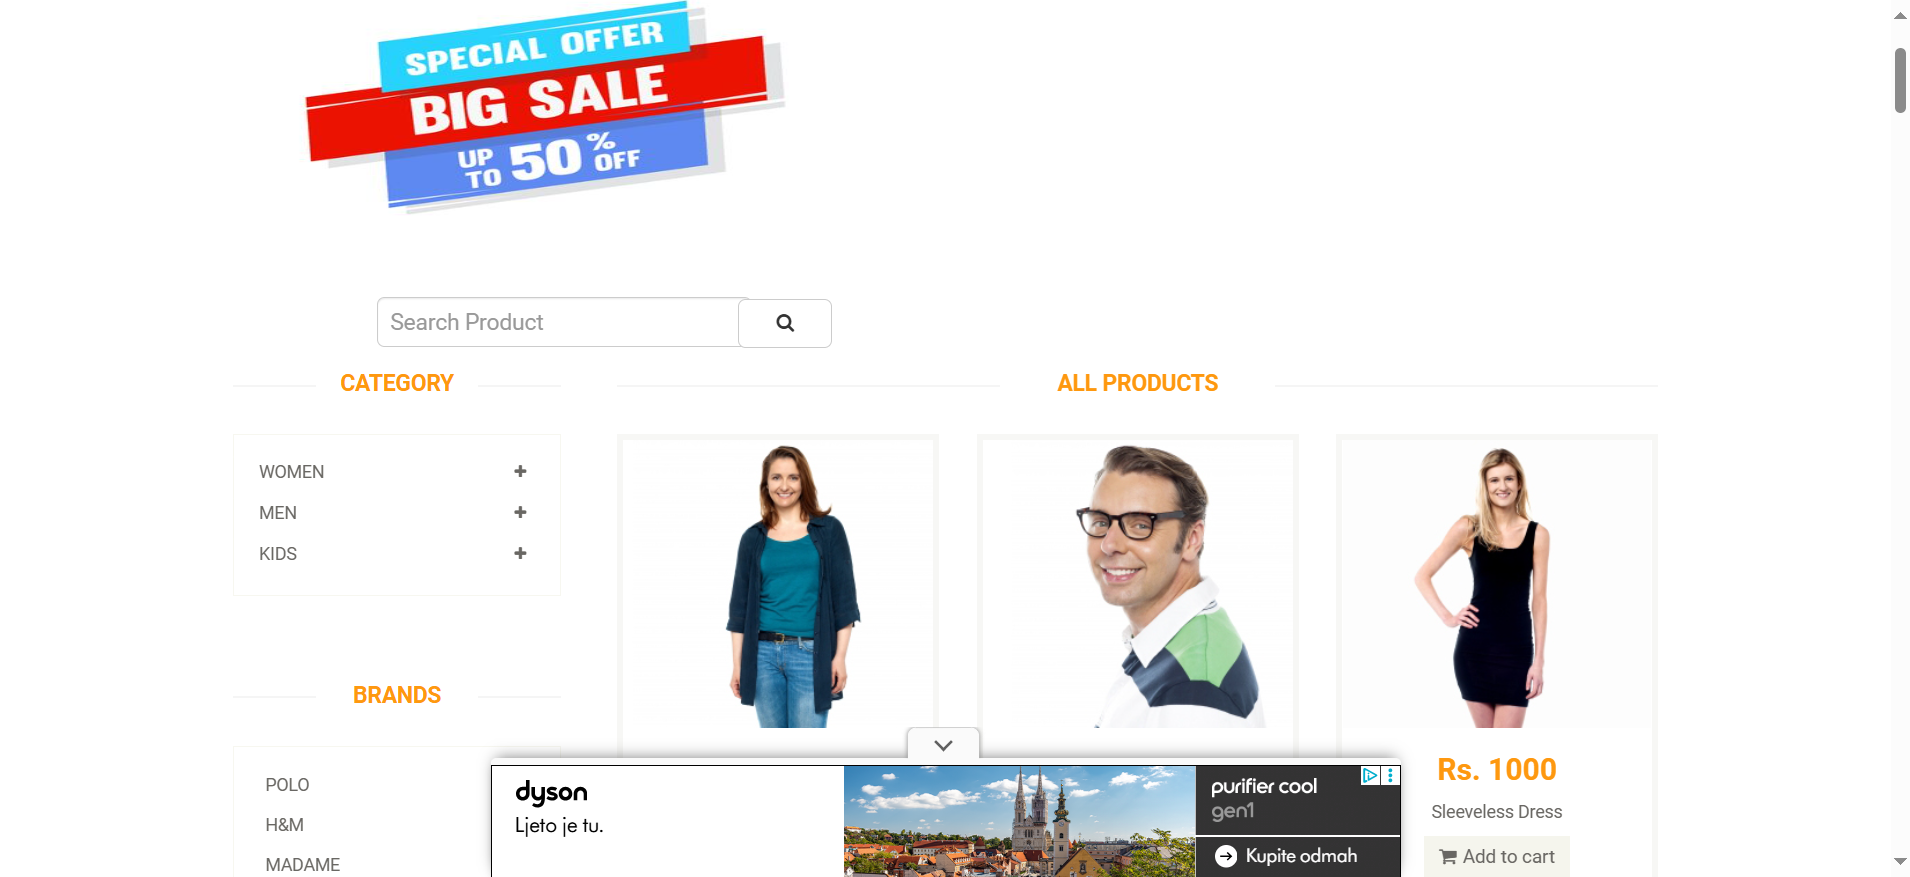 SPECIAL OFFER
BIG SALE
UP TO 50% OFF
Search Product
CATEGORY
WOMEN
MEN
KIDS
BRANDS
POLO
H&M
MADAME
ALL PRODUCTS
Rs. 1000
Sleeveless Dress
Add to cart
dyson
Ljeto je tu.
purifier cool
gen1
Kupite odmah